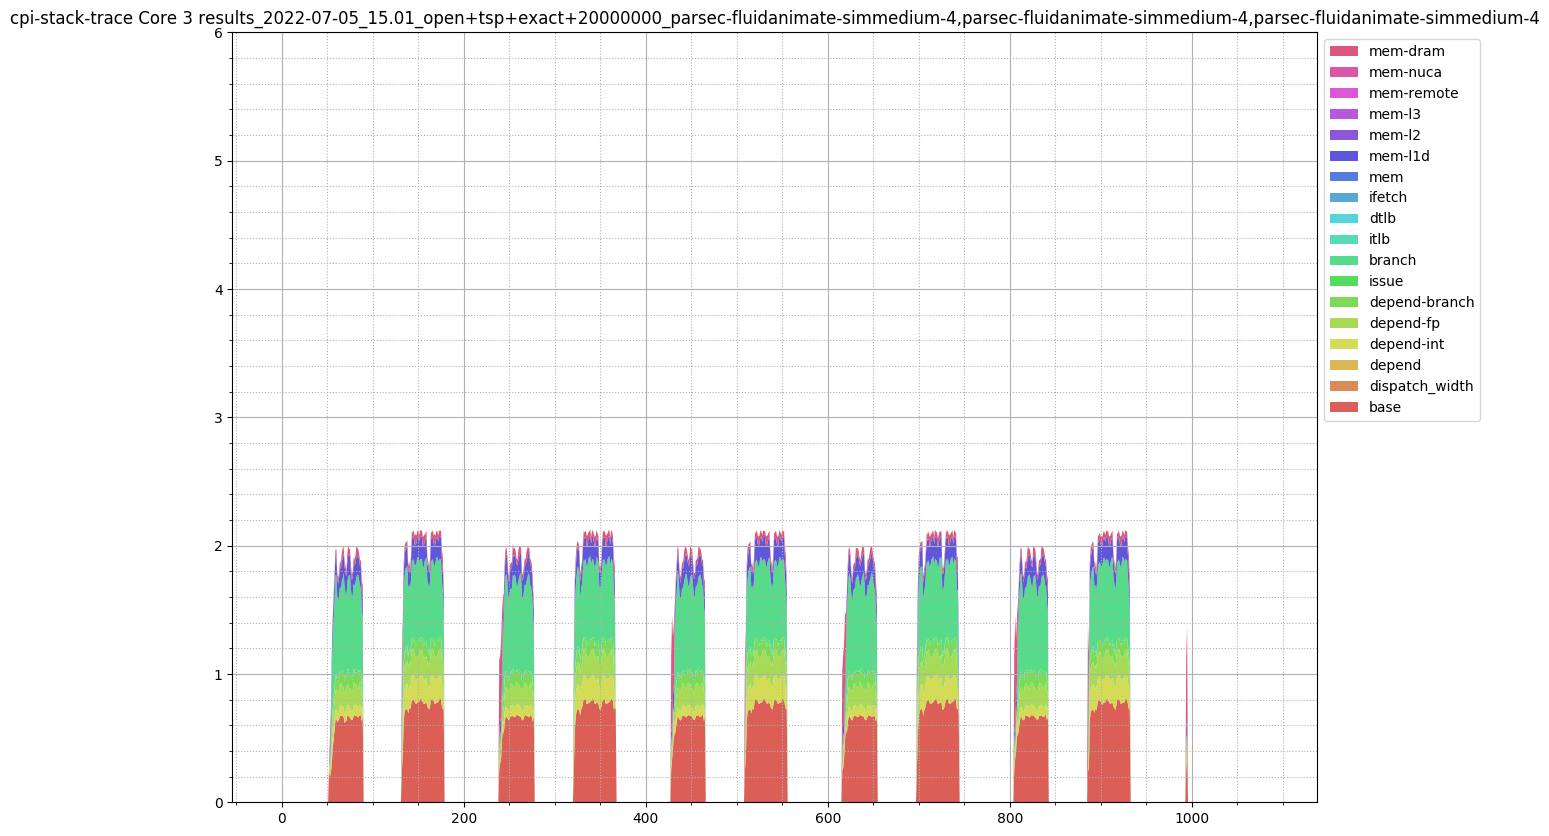 cpi-stack-trace Core 3 results_2022-07-05_15.01_open+tsp+exact+20000000_parsec-fluidanimate-simmedium-4,parsec-fluidanimate-simmedium-4,parsec-fluidanimate-simmedium-4
6
5
4
3
2
1
0
0 200 400 600 800 1000
mem-dram
mem-nuca
mem-remote
mem-l3
mem-l2
mem-l1d
mem
ifetch
dtlb
itlb
branch
issue
depend-branch
depend-fp
depend-int
depend
dispatch_width
base